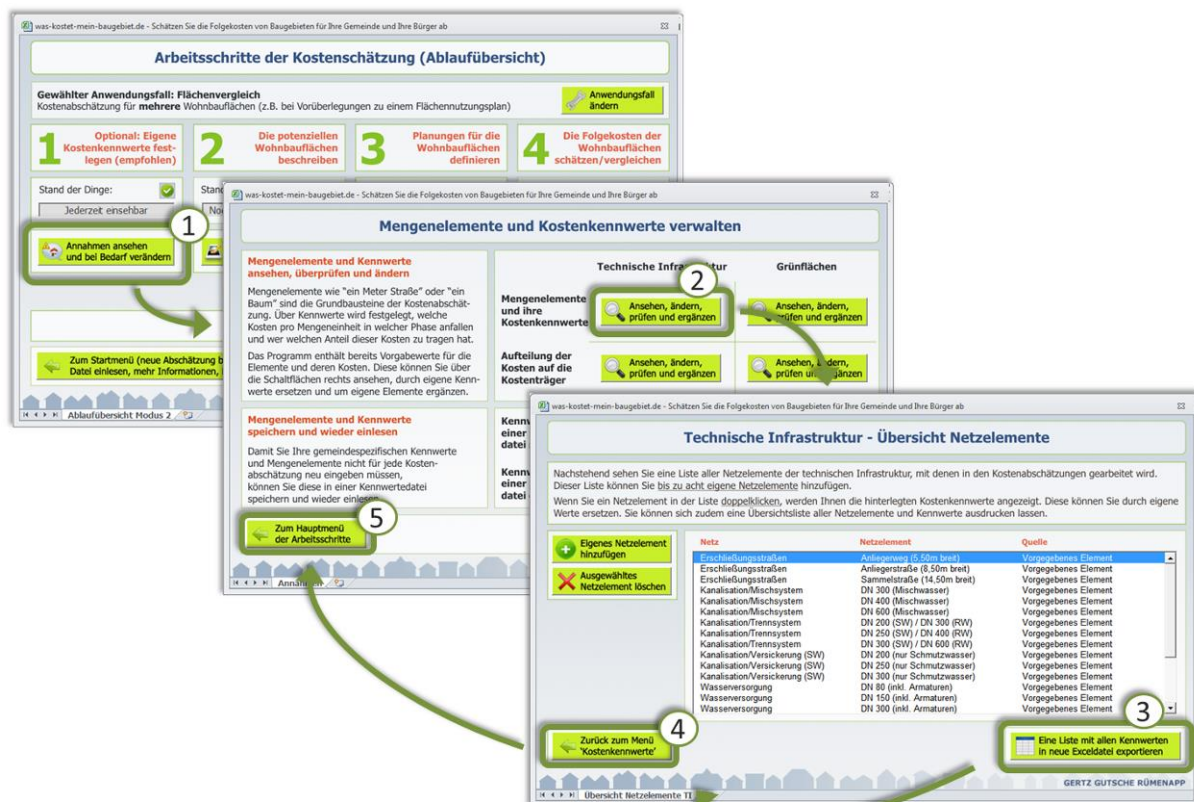 was-kostet-mein-baugebiet.de - Schätzen Sie die Folgekosten von Baugebieten für Ihre Gemeinde und Ihre Bürger ab
Arbeitsschritte der Kostenschätzung (Ablaufübersicht)
Gewählter Anwendungsfall: Flächenvergleich
Kostenabschätzung für mehrere Wohnbauflächen (z.B. bei Vorüberlegungen zu einem Flächennutzungsplan)
Anwendungsfall
ändern
1
Optional: Eigene
Kostenkennwerte fest-
legen (empfohlen)
2
Die potenziellen
Wohnbauflächen
beschreiben
3
Planungen für die
Wohnbauflächen
definieren
4
Die Folgekosten der
Wohnbauflächen
schätzen/vergleichen
Stand der Dinge:
Jederzeit einsehbar
Annahmen ansehen
und bei Bedarf verändern
1
Zum Startmenü (neue Abschätzung
Datei einlesen, mehr Informationen,
Ablaufübersicht Modus 2
was-kostet-mein-baugebiet.de - Schätzen Sie die Folgekosten von Baugebieten für Ihre Gemeinde und Ihre Bürger ab
Mengenelemente und Kostenkennwerte verwalten
Mengenelemente und Kennwerte
ansehen, überprüfen und ändern
Mengenelemente wie "ein Meter Straße" oder "ein
Baum" sind die Grundbausteine der Kostenabschät-
zung. Über Kennwerte wird festgelegt, welche
Kosten pro Mengeneinheit in welcher Phase anfallen
und wer welchen Anteil dieser Kosten zu tragen hat.
Das Programm enthält bereits Vorgabewerte für die
Elemente und deren Kosten. Diese können Sie über
die Schaltflächen rechts ansehen, durch eigene Kenn-
werte ersetzen und um eigene Elemente ergänzen.
Mengenelemente und Kennwerte
speichern und wieder einlesen
Damit Sie Ihre gemeindespezifischen Kennwerte
und Mengenelemente nicht für jede Kosten-
abschätzung neu eingeben müssen,
können Sie diese in einer Kennwertedatei
speichern und wieder einlesen
Technische
Grünflächen
2
Mengenelemente
und ihre
Kostenkennwerte
Ansehen, ändern,
prüfen und ergänzen
Ansehen, ändern,
prüfen und ergänzen
Aufteilung der
Kosten auf die
Kostenträger
Ansehen, ändern,
prüfen und ergänzen
Ansehen, ändern,
prüfen und ergänzen
einer
datei
einer
datei
Zum Hauptmenü
der Arbeitsschritte
5
was-kostet-mein-baugebiet.de - Schätzen Sie die Folgekosten von Baugebieten für Ihre Gemeinde und Ihre Bürger ab
Technische Infrastruktur - Übersicht Netzelemente
Nachstehend sehen Sie eine Liste aller Netzelemente der technischen Infrastruktur, mit denen in den Kostenabschätzungen gearbeitet wird.
Dieser Liste können Sie bis zu acht eigene Netzelemente hinzufügen.
Wenn Sie ein Netzelement in der Liste doppelklicken, werden Ihnen die hinterlegten Kostenkennwerte angezeigt. Diese können Sie durch eigene
Werte ersetzen. Sie können sich zudem eine Übersichtsliste aller Netzelemente und Kennwerte ausdrucken lassen.
Eigenes Netzelement
hinzufügen
Ausgewähltes
Netzelement löschen
Netz Netzelement Quelle
Erschließungsstraßen Anliegerweg (5,50m breit) Vorgegebenes Element
Erschließungsstraßen Anliegerstraße (8,50m breit) Vorgegebenes Element
Erschließungsstraßen Sammelstraße (14,50m breit) Vorgegebenes Element
Kanalisation/Mischsystem DN 300 (Mischwasser) Vorgegebenes Element
Kanalisation/Mischsystem DN 400 (Mischwasser) Vorgegebenes Element
Kanalisation/Mischsystem DN 600 (Mischwasser) Vorgegebenes Element
Kanalisation/Trennsystem DN 200 (SW) / DN 300 (RW) Vorgegebenes Element
Kanalisation/Trennsystem DN 250 (SW) / DN 400 (RW) Vorgegebenes Element
Kanalisation/Trennsystem DN 300 (SW) / DN 600 (RW) Vorgegebenes Element
Kanalisation/Versickerung (SW) DN 200 (nur Schmutzwasser) Vorgegebenes Element
Kanalisation/Versickerung (SW) DN 250 (nur Schmutzwasser) Vorgegebenes Element
Kanalisation/Versickerung (SW) DN 300 (nur Schmutzwasser) Vorgegebenes Element
Wasserversorgung DN 80 (inkl. Armaturen) Vorgegebenes Element
Wasserversorgung DN 150 (inkl. Armaturen) Vorgegebenes Element
Wasserversorgung DN 300 (inkl. Armaturen) Vorgegebenes Element
Zurück zum Menü
'Kostenkennwerte'
4
3
Eine Liste mit allen Kennwerten
in neue Exceldatei exportieren
GERTZ GUTSCHE RÜMENAPP
Übersicht Netzelemente